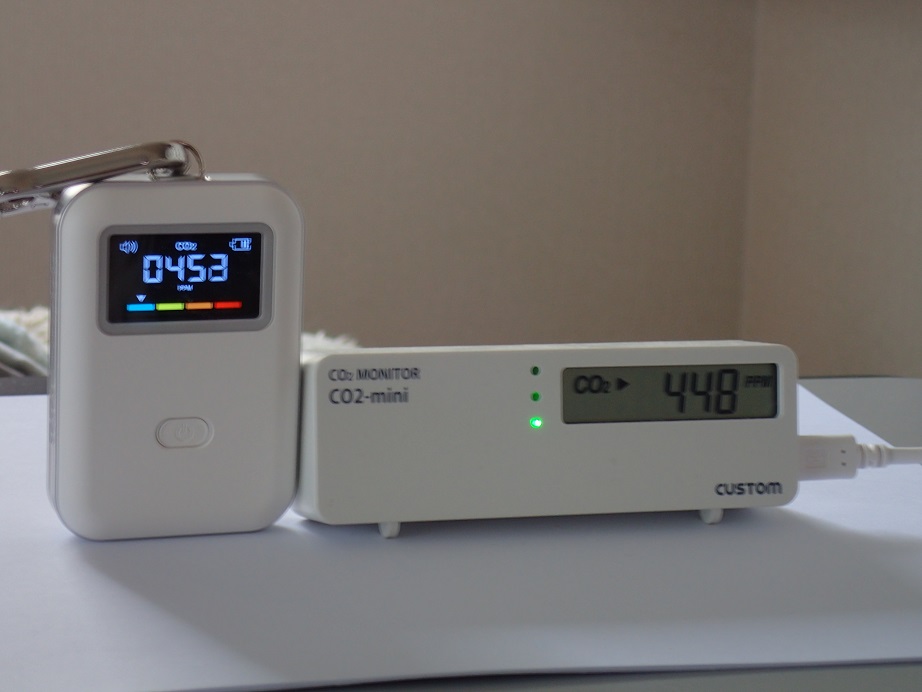 CO₂
0453
PPM
CO₂ MONITOR
CO2-mini
CO₂ ▶ 448 PPM
CUSTOM